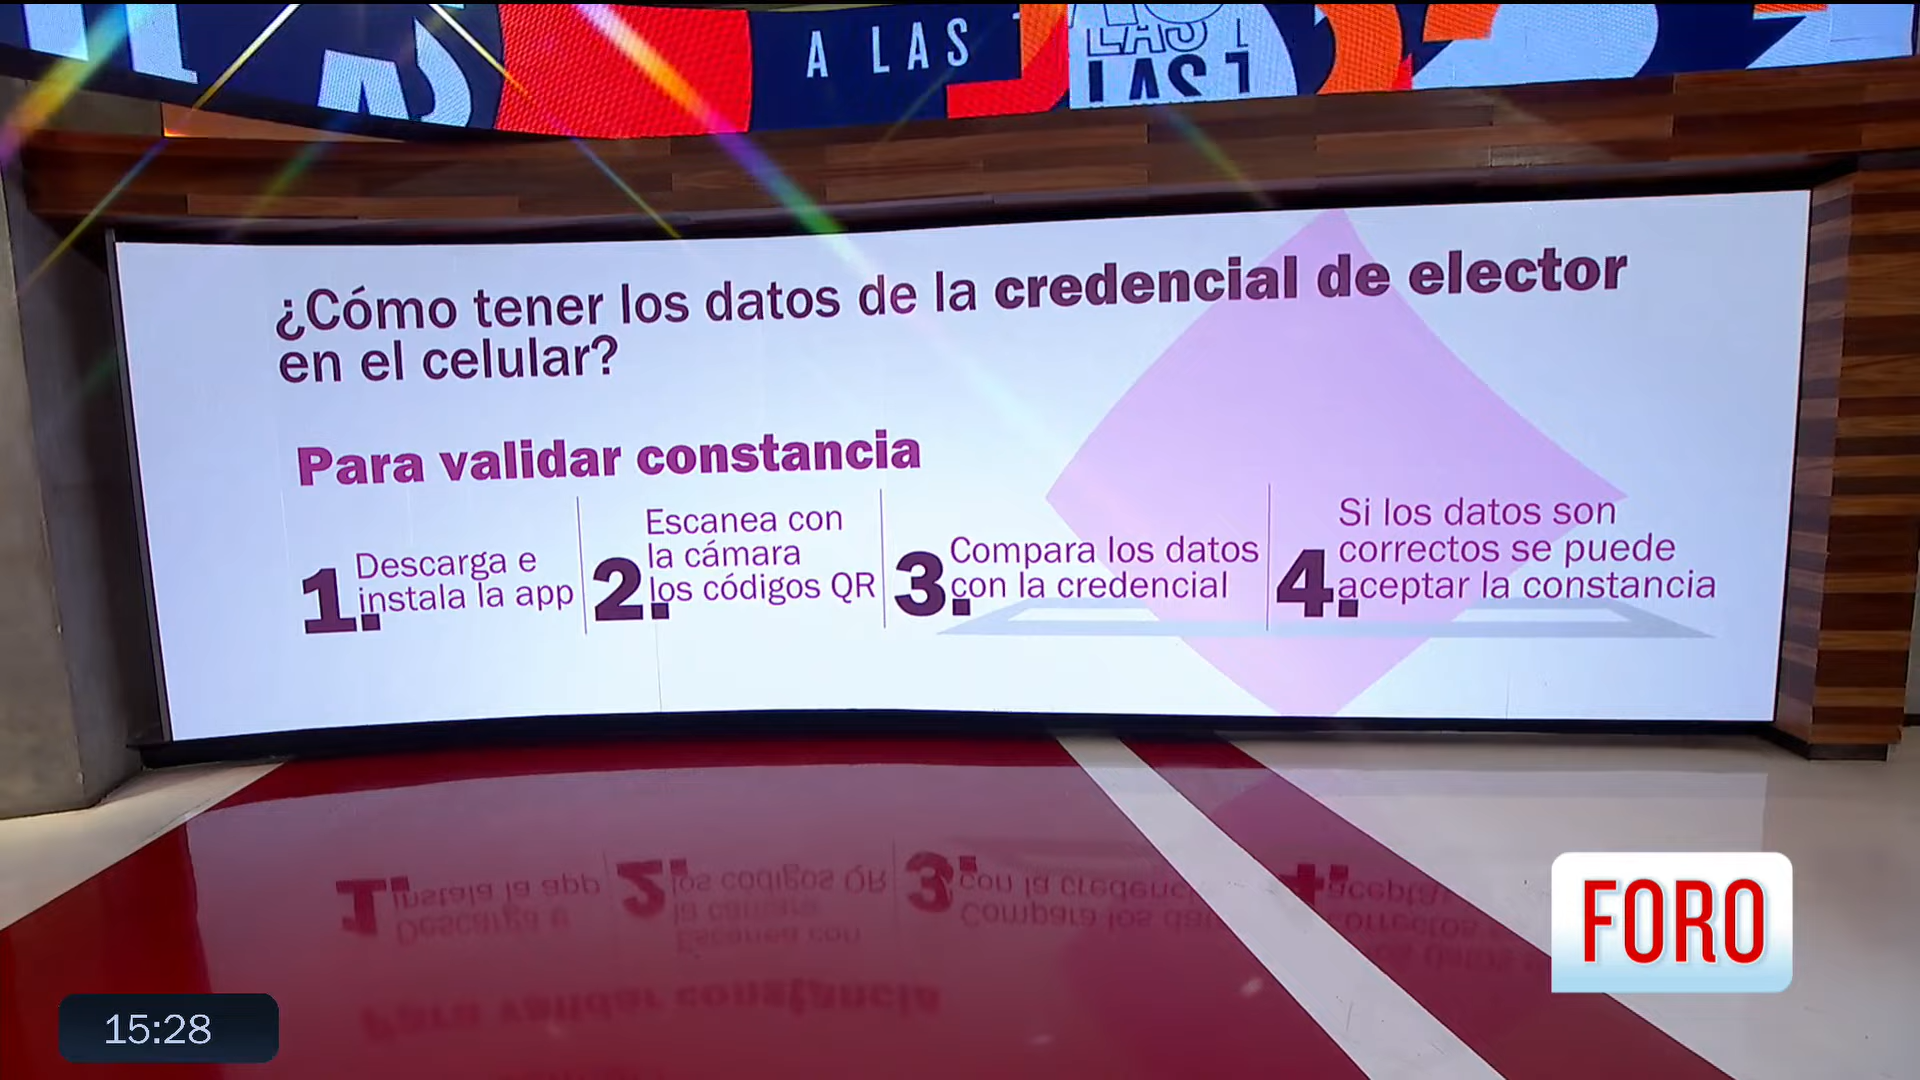 A LAS
LAS
LAS
¿Cómo tener los datos de la credencial de elector
en el celular?
Para validar constancia
1. Descarga e
instala la app
2. Escanea con
la cámara
los códigos QR
3. Compara los datos
con la credencial
4. Si los datos son
correctos se puede
aceptar la constancia
FORO
15:28